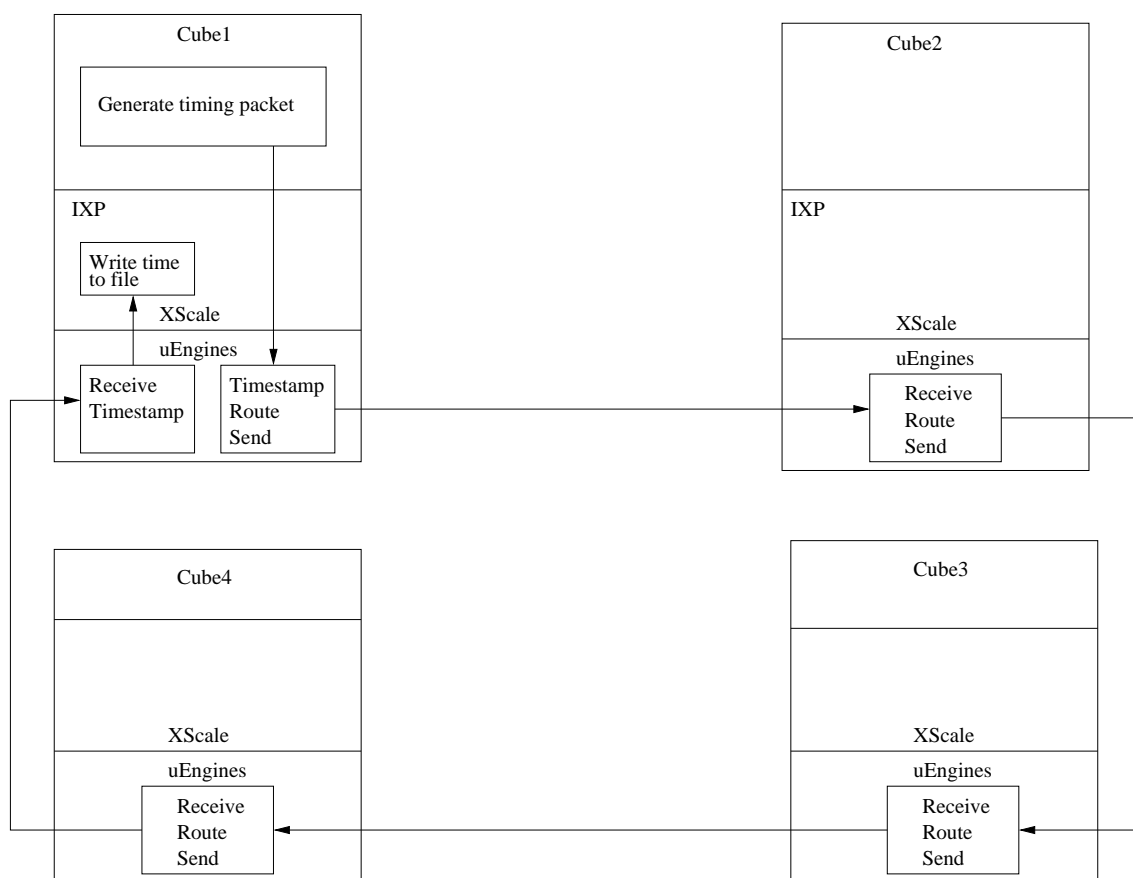 Cube1
Generate timing packet
IXP
Write time
to file
XScale
uEngines
Receive
Timestamp
Timestamp
Route
Send
Cube2
IXP
XScale
uEngines
Receive
Route
Send
Cube4
XScale
uEngines
Receive
Route
Send
Cube3
XScale
uEngines
Receive
Route
Send